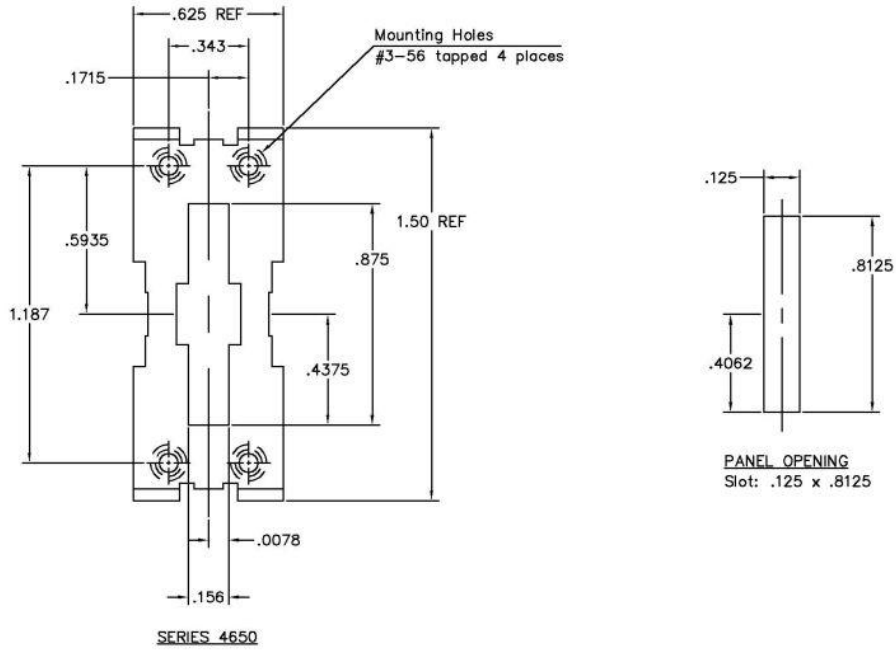 .625 REF
.343
Mounting Holes
#3-56 tapped 4 places
.1715
.125
1.50 REF
.5935
.875
.8125
1.187
.4375
.4062
PANEL OPENING
Slot: .125 x .8125
.0078
.156
SERIES 4650